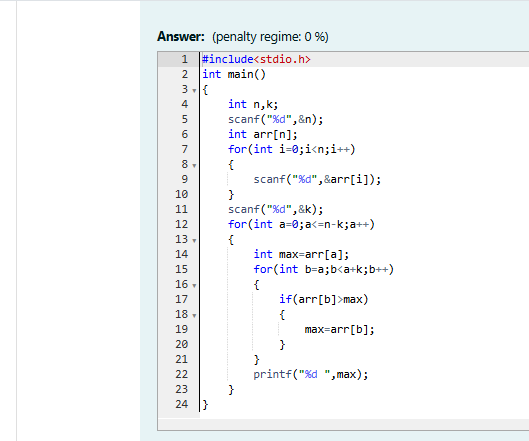 Answer: (penalty regime: 0 %)
1 #include<stdio.h>
2 int main()
3 {
4     int n,k;
5     scanf("%d",&n);
6     int arr[n];
7     for(int i=0;i<n;i++)
8     {
9         scanf("%d",&arr[i]);
10     }
11     scanf("%d",&k);
12     for(int a=0;a<=n-k;a++)
13     {
14         int max=arr[a];
15         for(int b=a;b<a+k;b++)
16         {
17             if(arr[b]>max)
18             {
19                 max=arr[b];
20             }
21         }
22         printf("%d ",max);
23     }
24 }